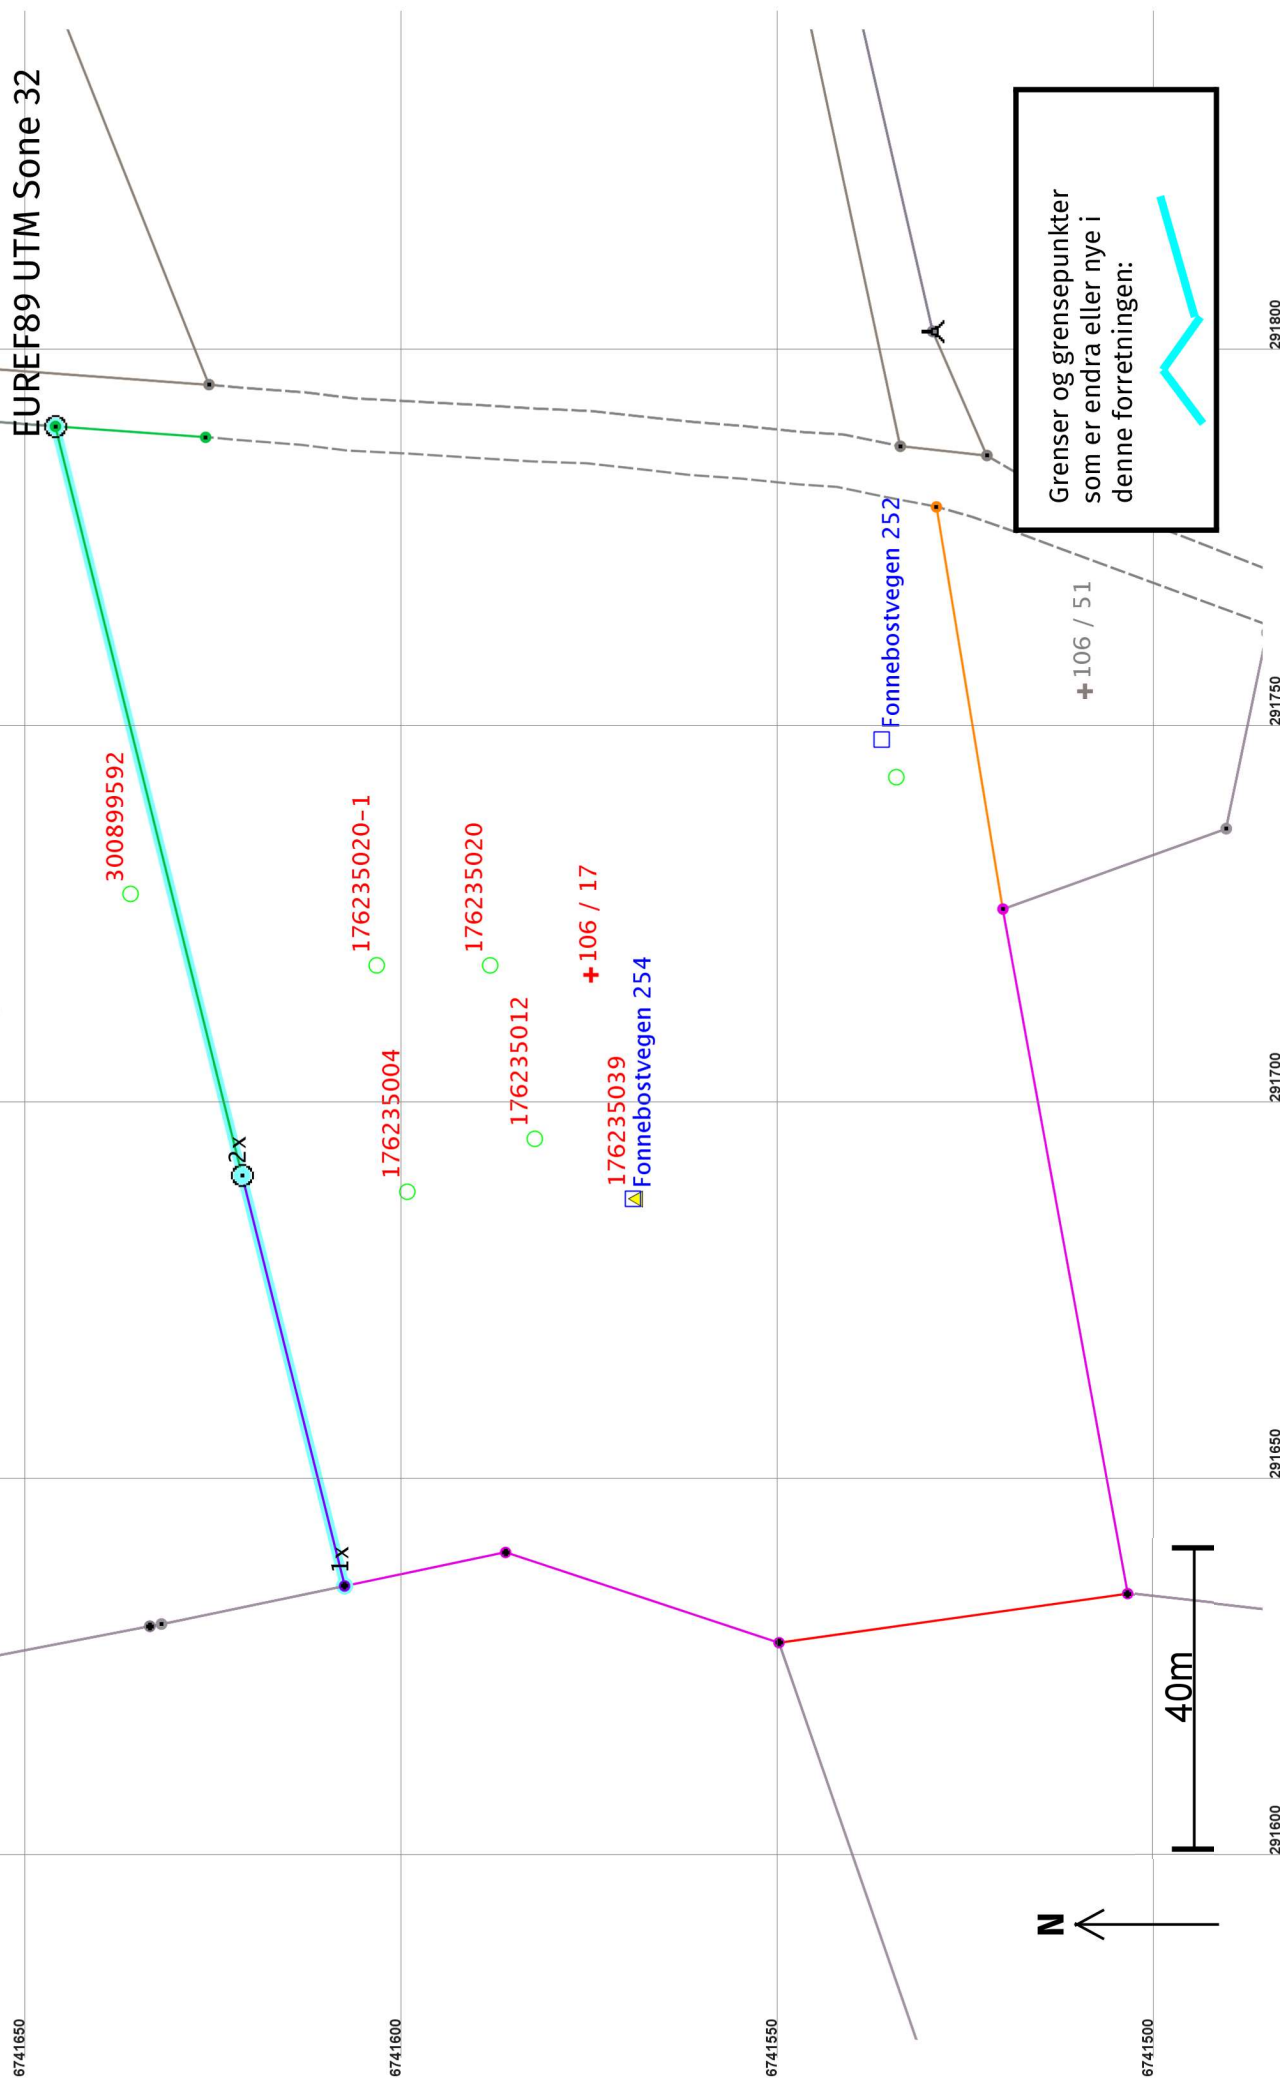 EUREF89 UTM Sone 32
6741650
6741600
6741550
6741500
300899592
176235020-1
176235020
176235004
176235012
106 / 17
176235039
Fonnebostvegen 254
Fonnebostvegen 252
106 / 51
2x
1x
Grenser og grensepunkter
som er endra eller nye i
denne forretningen:
N
40m
291600
291650
291700
291750
291800